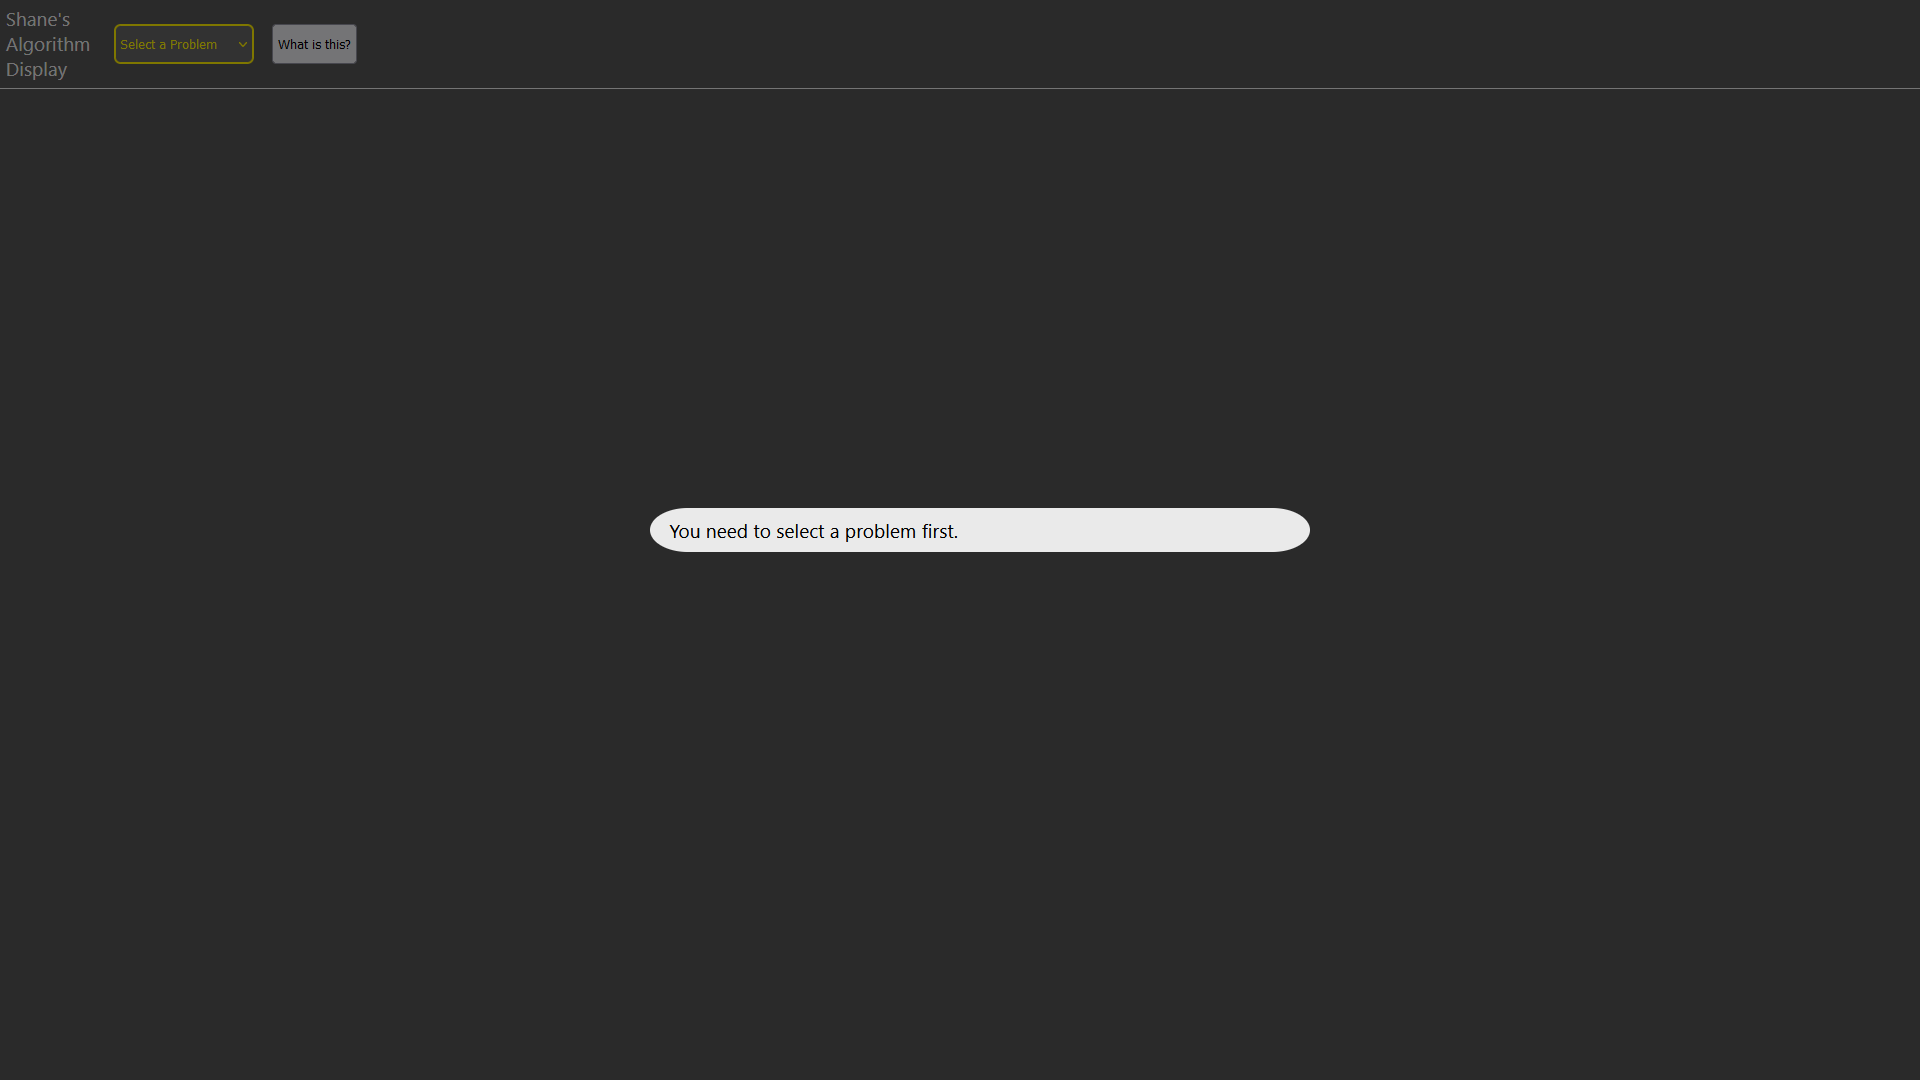 Shane's
Algorithm
Display
Select a Problem
What is this?
You need to select a problem first.